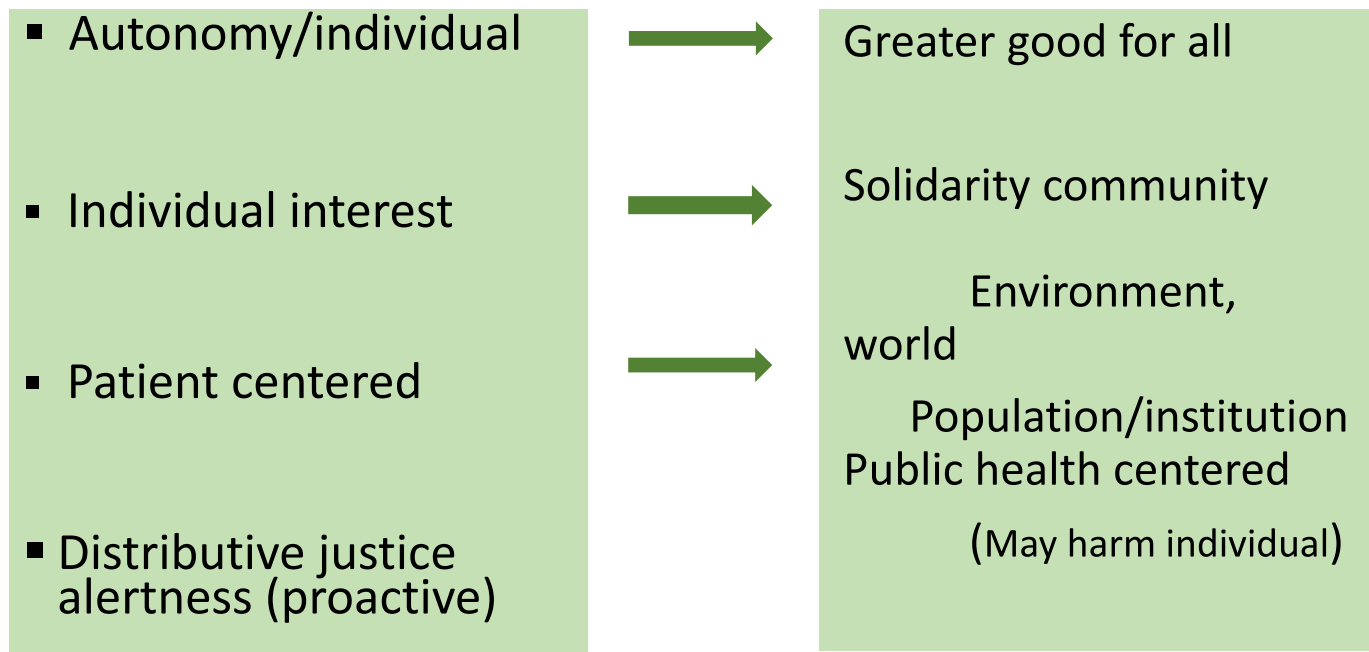 ▪ Autonomy/individual
▪ Individual interest
▪ Patient centered
▪ Distributive justice
alertness (proactive)
Greater good for all
Solidarity community
Environment,
world
Population/institution
Public health centered
(May harm individual)